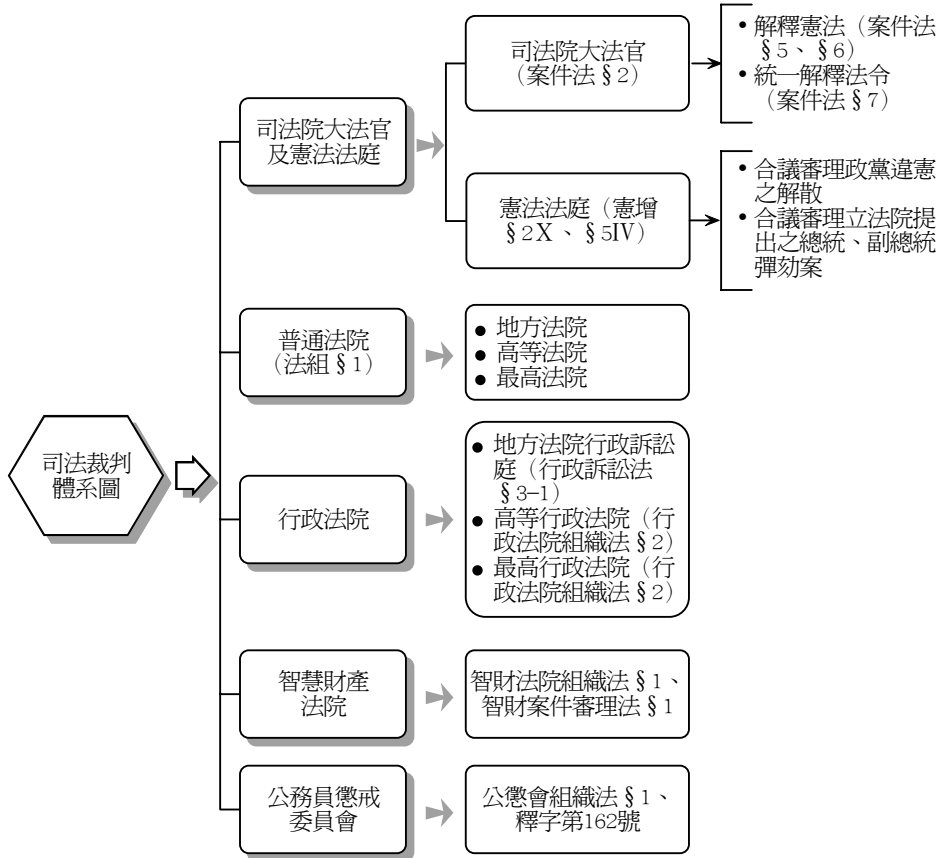 司法裁判
體系圖
司法院大法官
及憲法法庭
司法院大法官
(案件法§2)
• 解釋憲法(案件法
§5、§6)
• 統一解釋法令
(案件法§7)
憲法法庭(憲增
§2Ⅹ、§5Ⅳ)
• 合議審理政黨違憲
之解散
• 合議審理立法院提
出之總統、副總統
彈劾案
普通法院
(法組§1)
● 地方法院
● 高等法院
● 最高法院
行政法院
● 地方法院行政訴訟
庭(行政訴訟法
§3–1)
● 高等行政法院(行
政法院組織法§2)
● 最高行政法院(行
政法院組織法§2)
智慧財產
法院
智財法院組織法§1、
智財案件審理法§1
公務員懲戒
委員會
公懲會組織法§1、
釋字第162號